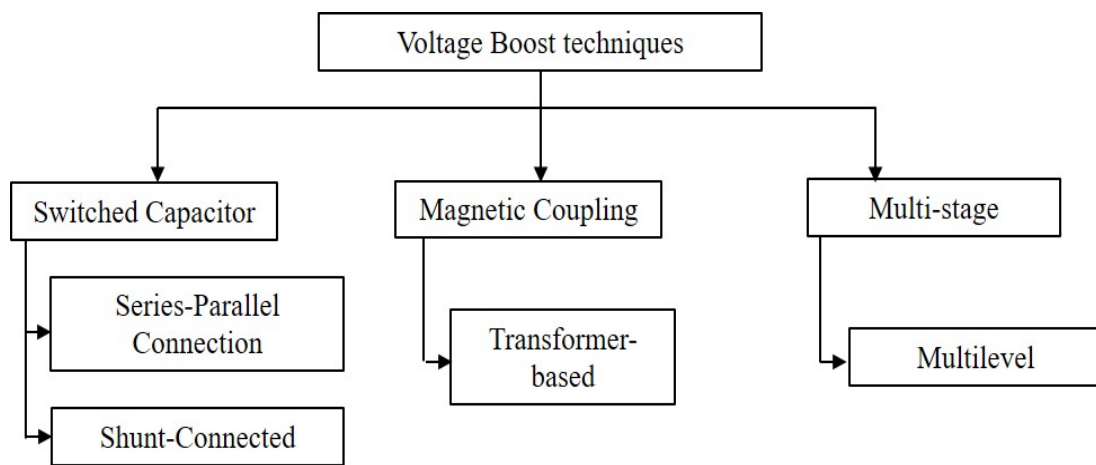 Voltage Boost techniques
Switched Capacitor
Magnetic Coupling
Multi-stage
Series-Parallel
Connection
Transformer-
based
Multilevel
Shunt-Connected